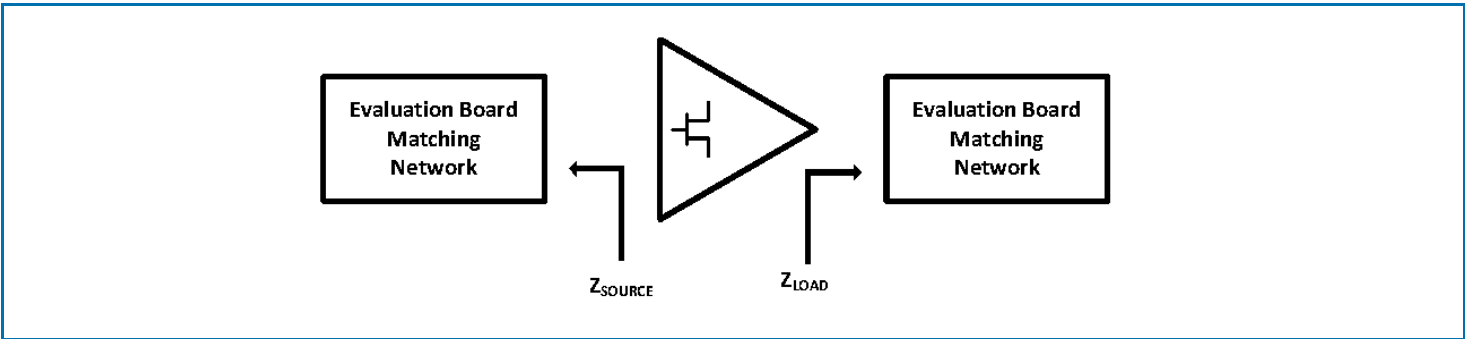 Evaluation Board
Matching
Network
Evaluation Board
Matching
Network
ZSOURCE
ZLOAD